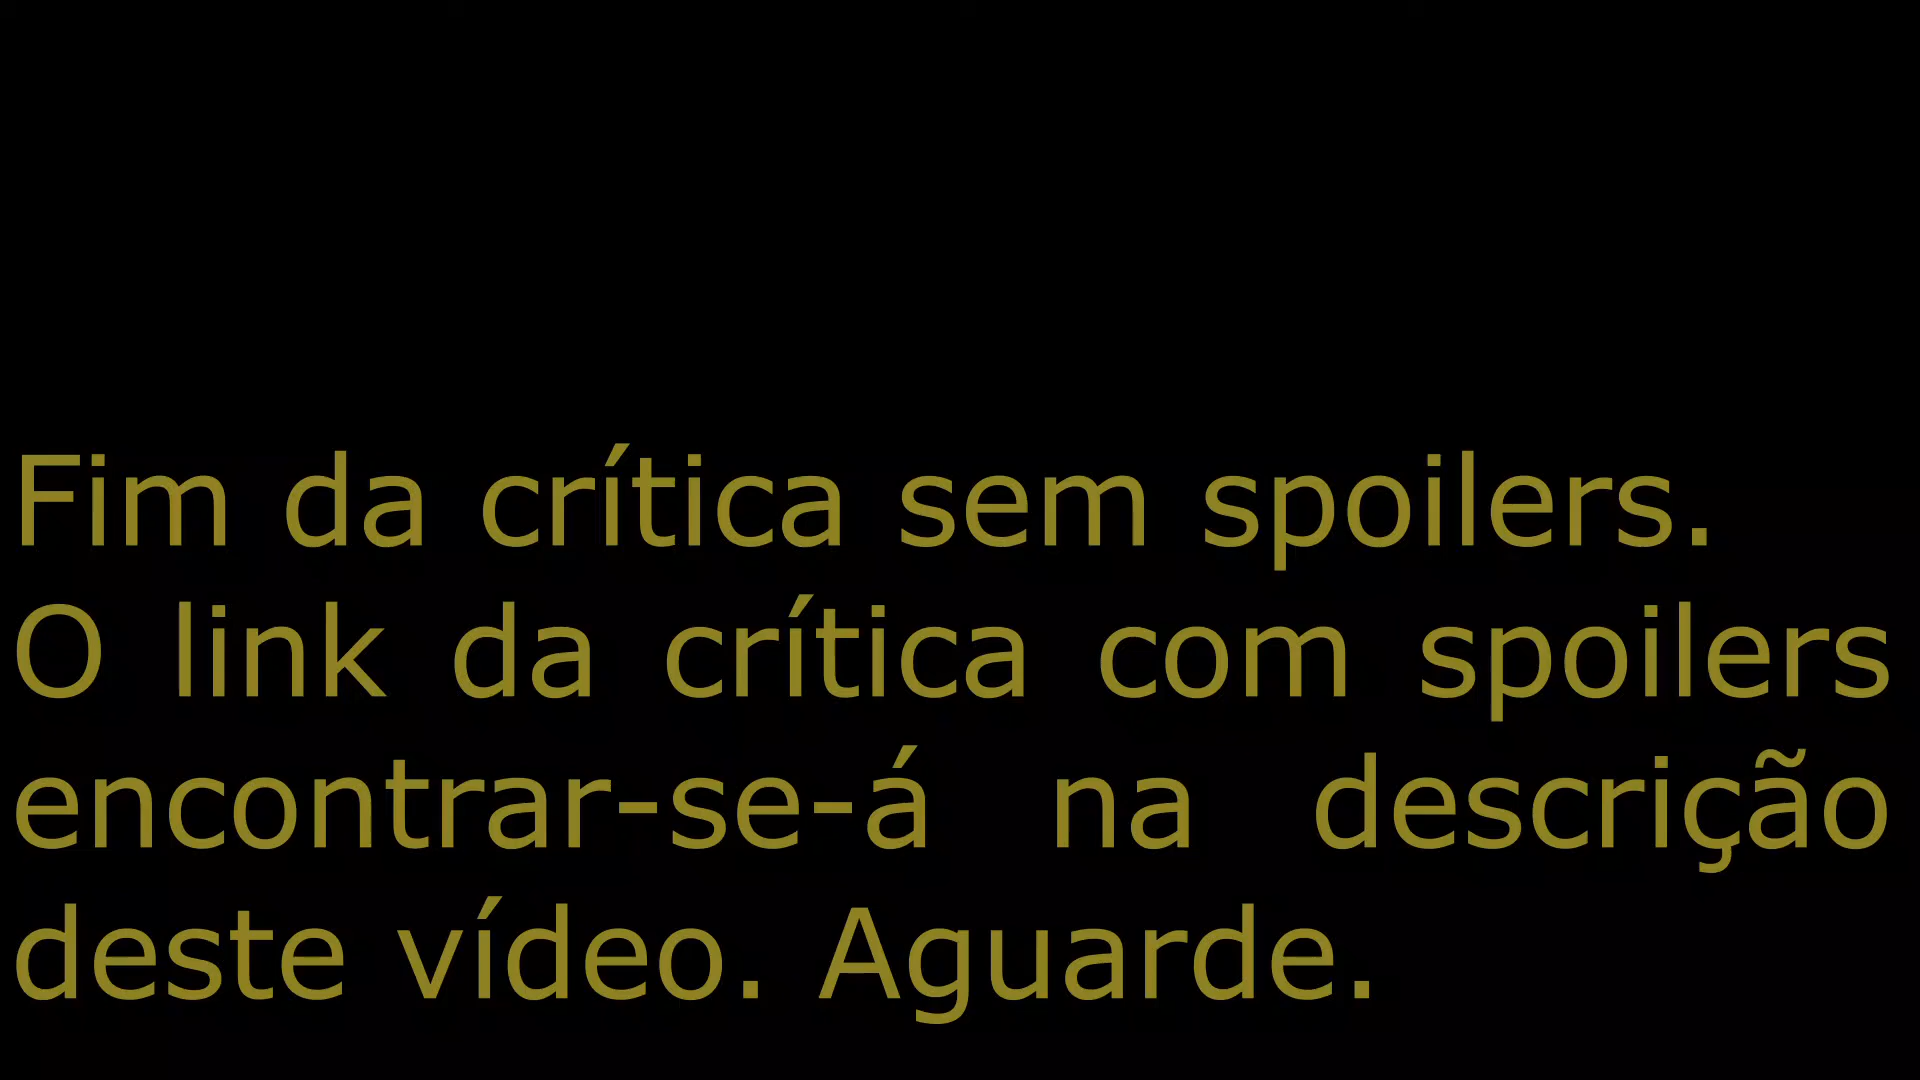 Fim da crítica sem spoilers.
O link da crítica com spoilers
encontrar-se-á na descrição
deste vídeo. Aguarde.